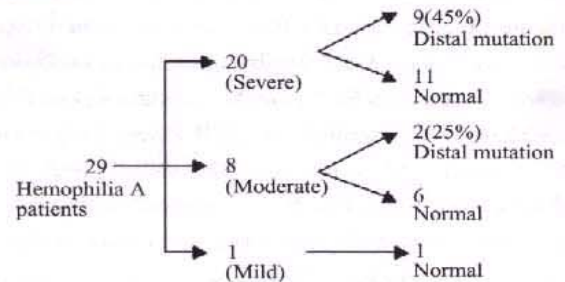 29
Hemophilia A
patients
20
(Severe)
9(45%)
Distal mutation
11
Normal
8
(Moderate)
2(25%)
Distal mutation
6
Normal
1
(Mild)
1
Normal